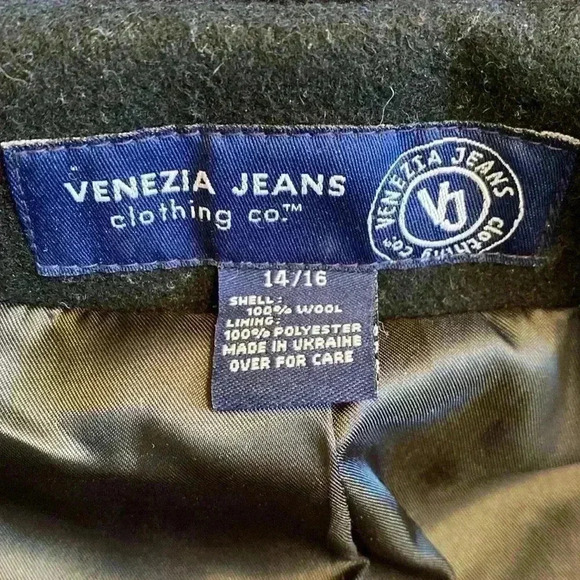 VENEZIA JEANS
clothing co.™
VENEZIA JEANS
VJ
clothing co.™
14/16
SHELL:
100% WOOL
LINING:
100% POLYESTER
MADE IN UKRAINE
OVER FOR CARE